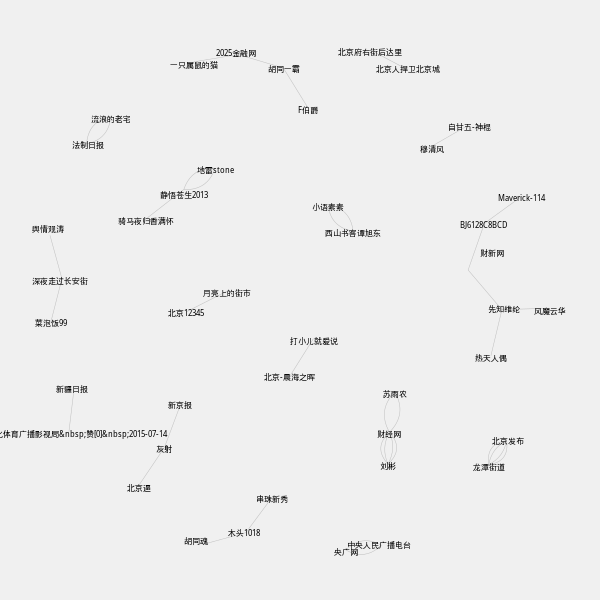 北京府右街后达里
2025金融网
一只属鼠的猫
胡同一霸
北京人捍卫北京城
F伯爵
流浪的老宅
自甘五-神棍
法制日报
穆清风
地雷stone
静悟苍生2013
Maverick-114
小语素素
骑马夜归香满怀
BJ6128C8BCD
舆情观涛
西山书客谭旭东
财新网
深夜走过长安街
月亮上的街市
北京12345
先知维纶
风魔云华
菜泡饭99
打小儿就爱说
热天人偶
北京-晨海之晖
新疆日报
苏雨农
新京报
体育广播影视局&nbsp;赞[0]&nbsp;2015-07-14
财经网
北京发布
灰射
刘彬
龙潭街道
北京遇
串珠新秀
木头1018
胡同魂
中央人民广播电台
央广网